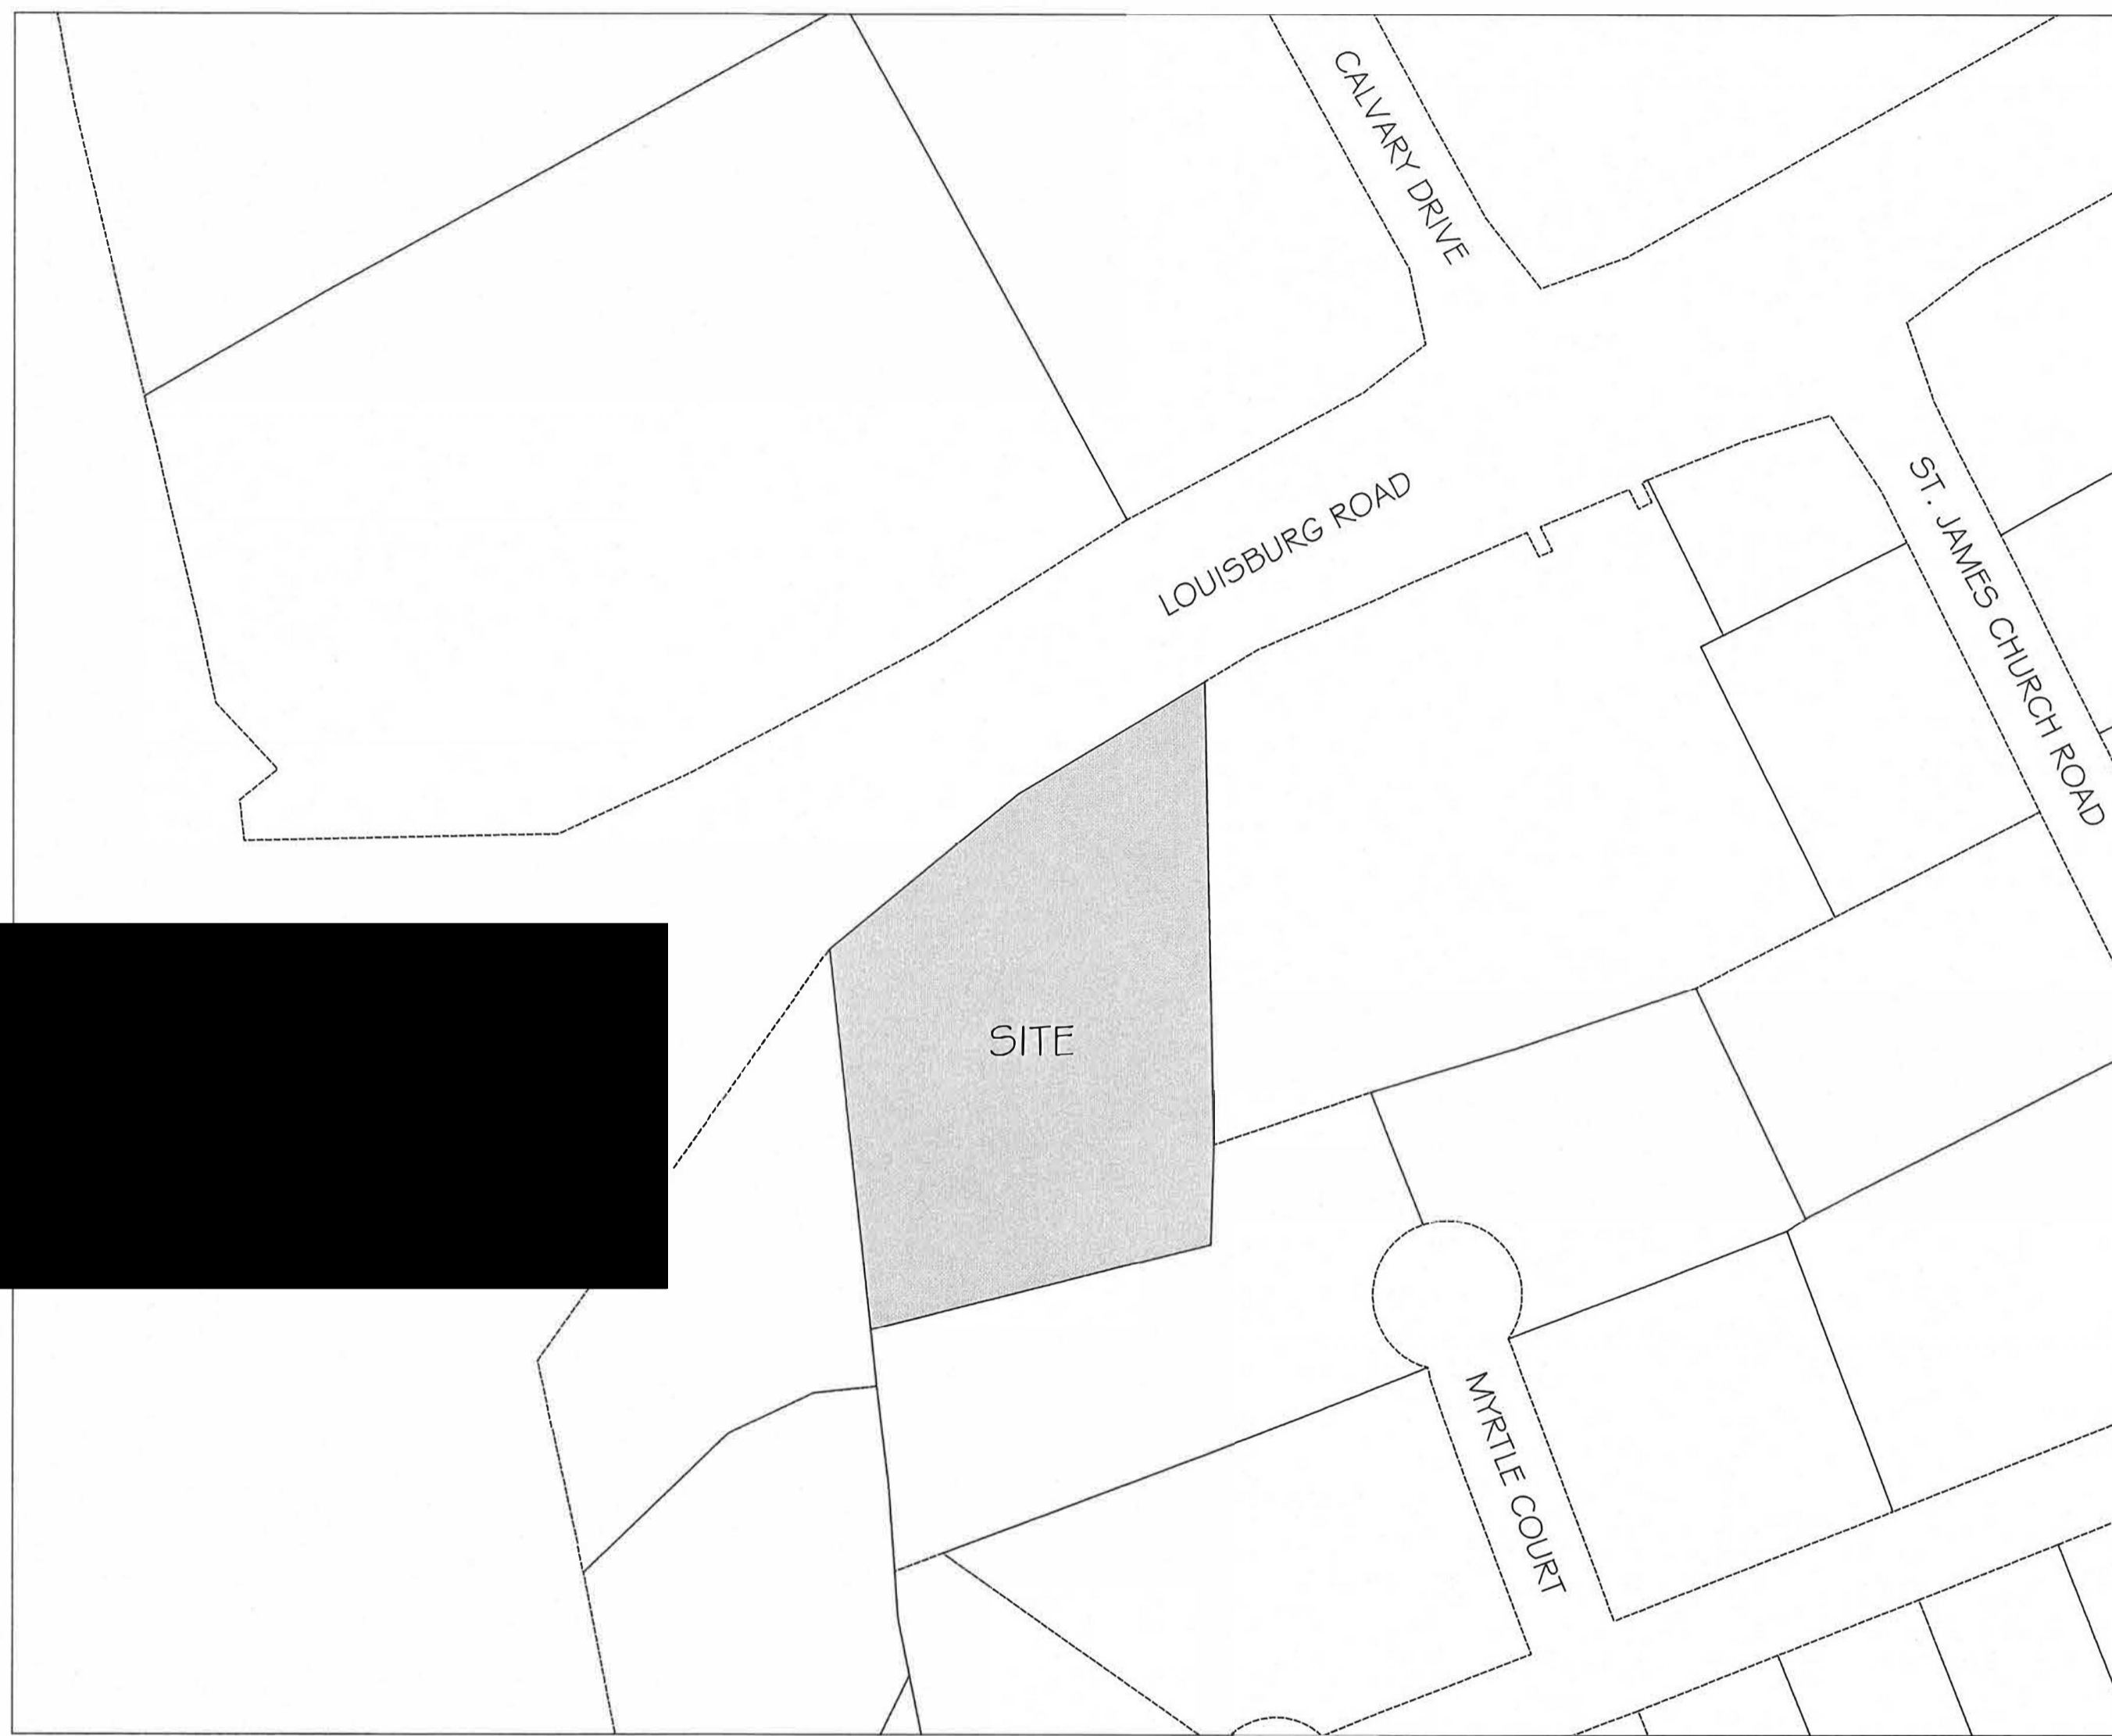 CALVARY DRIVE
LOUISBURG ROAD
ST. JAMES CHURCH ROAD
SITE
MYRTLE COURT